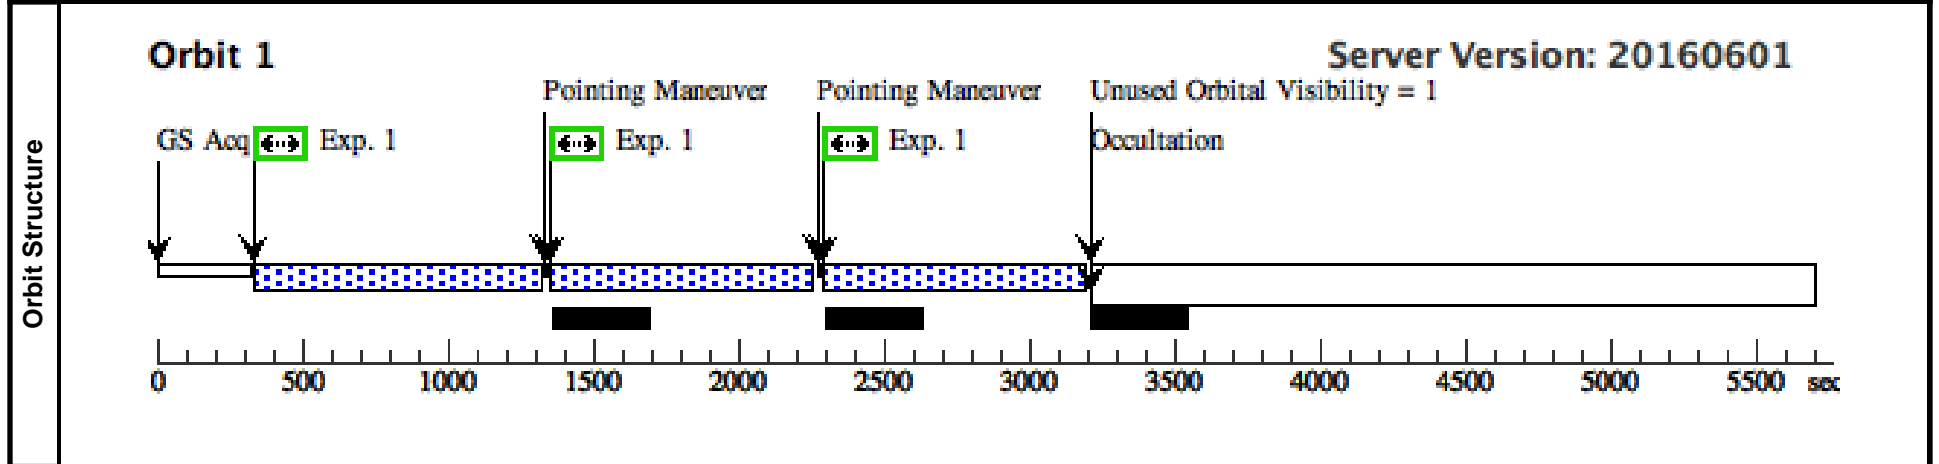 Orbit Structure
Orbit 1
Server Version: 20160601
Pointing Maneuver
Pointing Maneuver
Unused Orbital Visibility = 1
GS Acq
Exp. 1
Exp. 1
Exp. 1
Occultation
0 500 1000 1500 2000 2500 3000 3500 4000 4500 5000 5500 sec